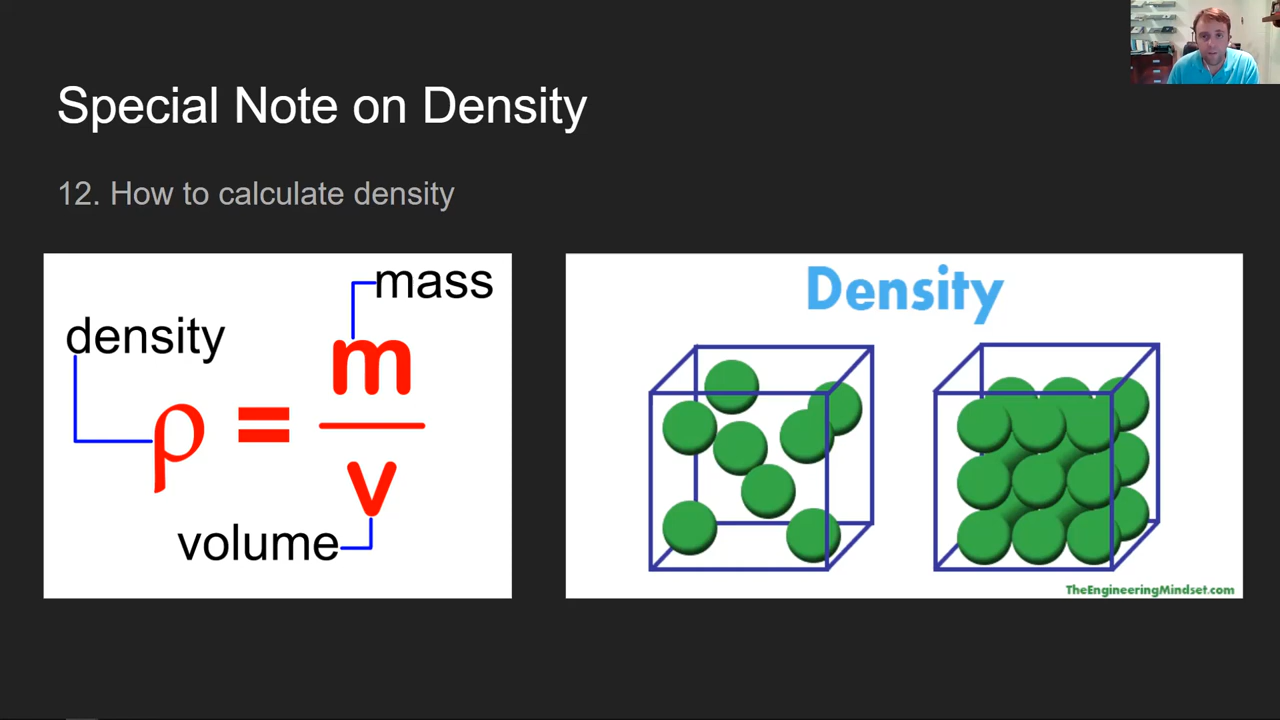 Special Note on Density
12. How to calculate density
mass
density
m
ρ =
v
volume
Density
TheEngineeringMindset.com